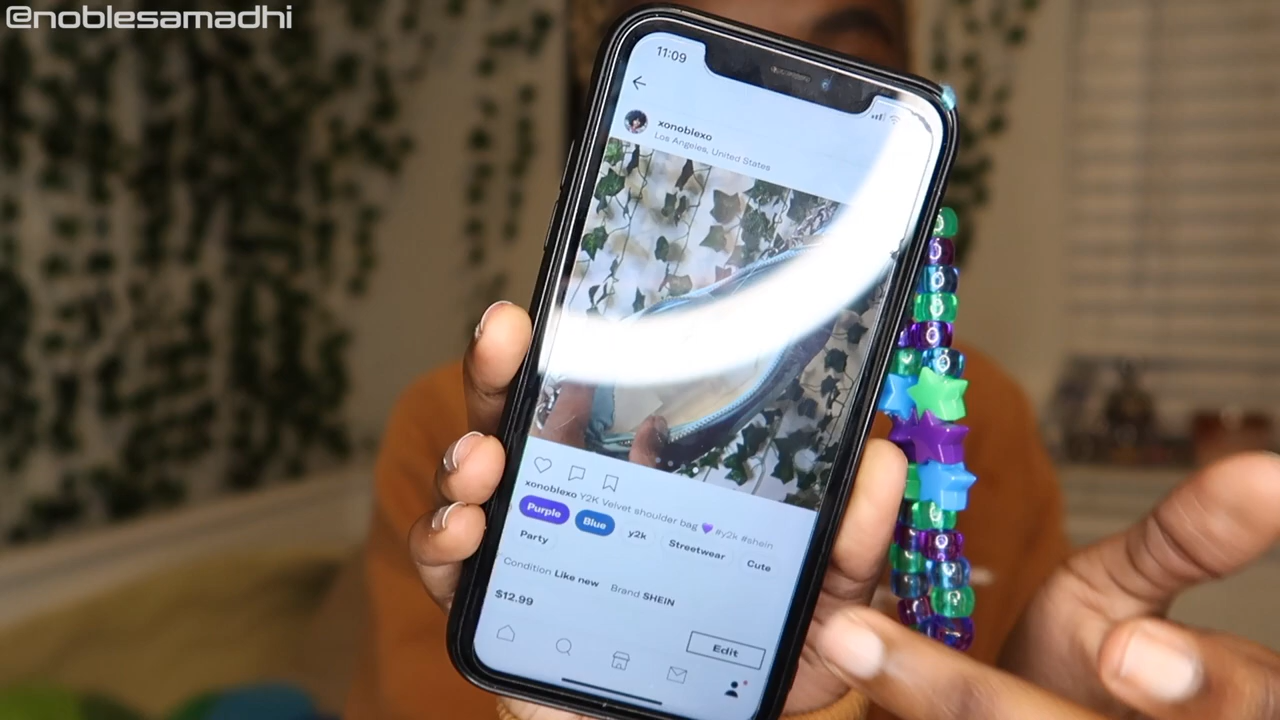 @noblesamadhi
11:09
xonoblexo
Los Angeles, United States
xonoblexo Y2K Velvet shoulder bag 💜 #y2k #shein
Purple Blue y2k Streetwear Cute
Party
Condition Like new Brand SHEIN
$12.99
Edit